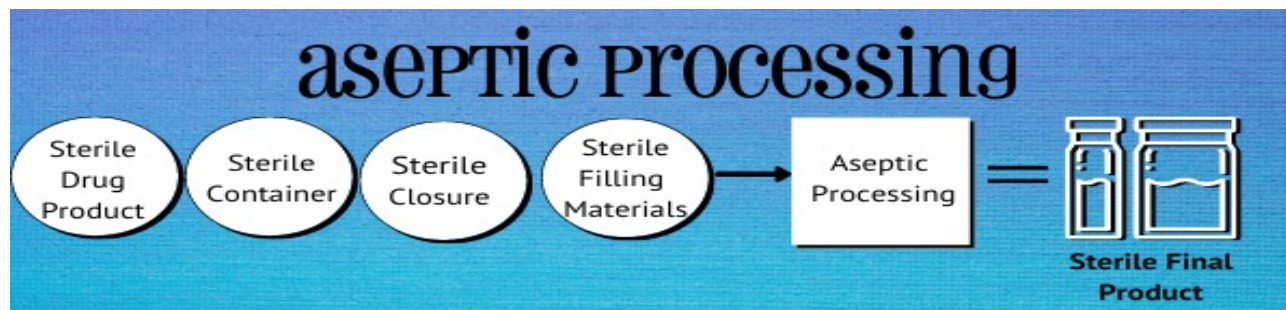 asePTic Processing
Sterile
Drug
Product
Sterile
Container
Sterile
Closure
Sterile
Filling
Materials
Aseptic
Processing
Sterile Final
Product